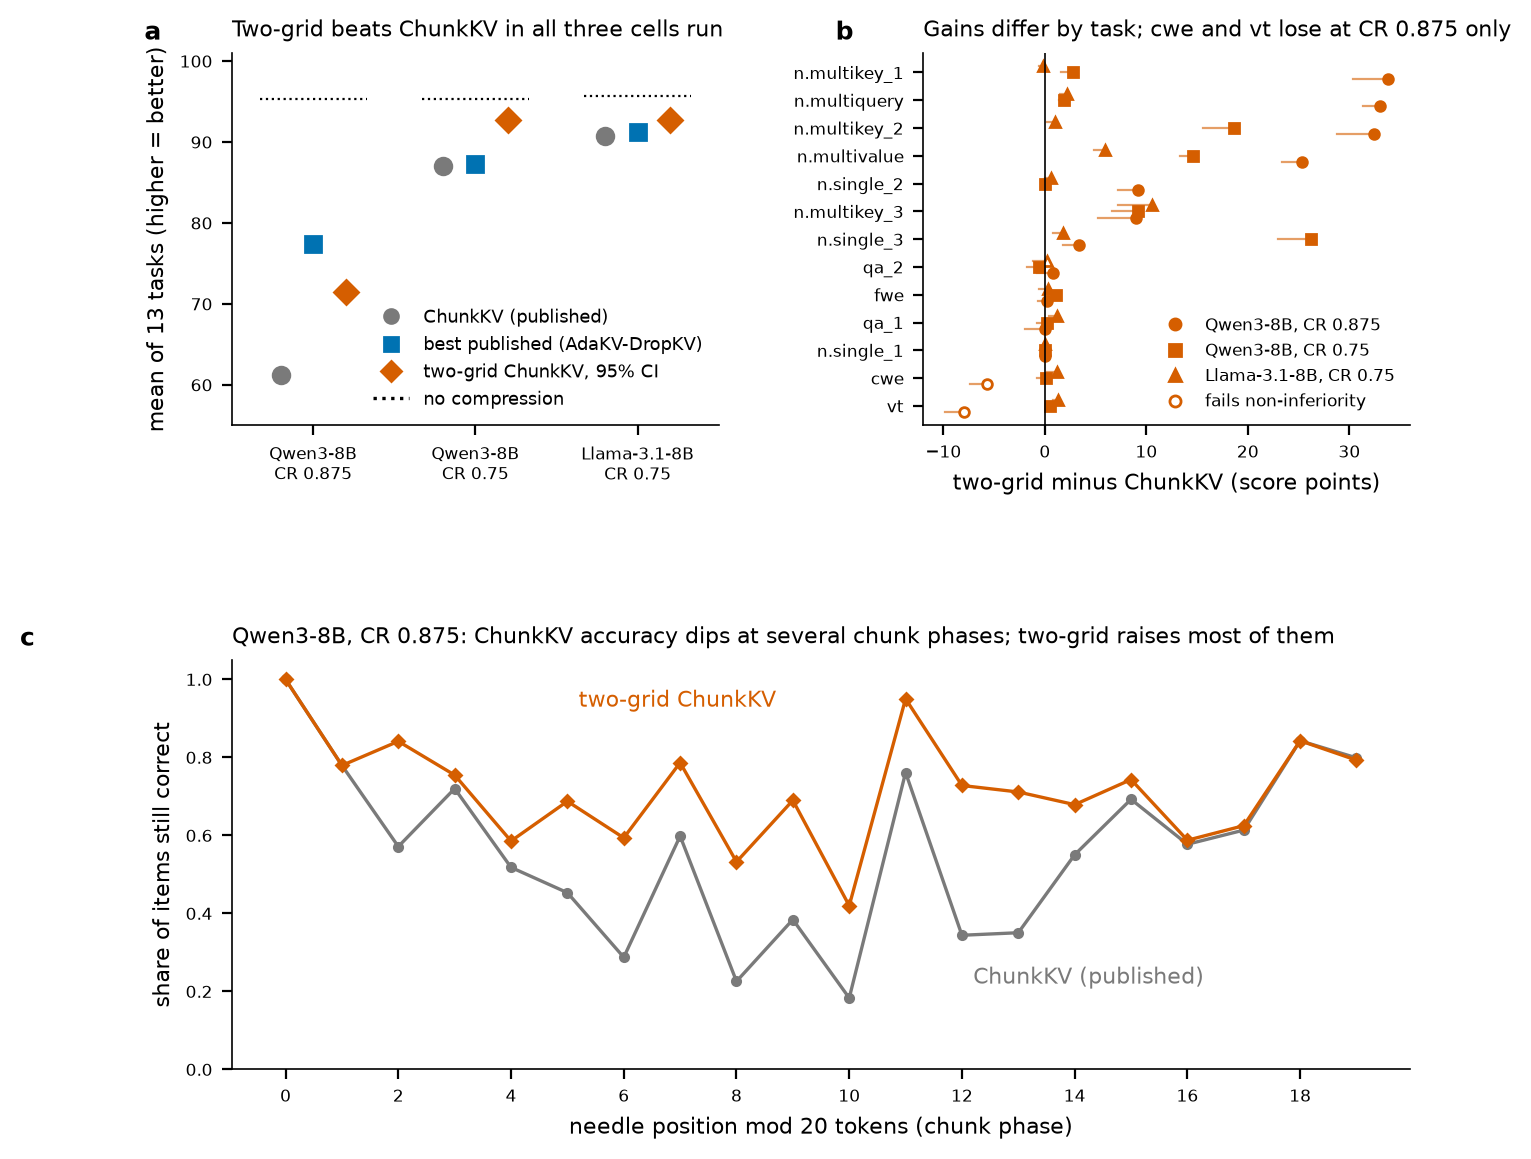 a
Two-grid beats ChunkKV in all three cells run
mean of 13 tasks (higher = better)
100
90
80
70
60
ChunkKV (published)
best published (AdaKV-DropKV)
two-grid ChunkKV, 95% CI
no compression
Qwen3-8B
CR 0.875
Qwen3-8B
CR 0.75
Llama-3.1-8B
CR 0.75
b
Gains differ by task; cwe and vt lose at CR 0.875 only
n.multikey_1
n.multiquery
n.multikey_2
n.multivalue
n.single_2
n.multikey_3
n.single_3
qa_2
fwe
qa_1
n.single_1
cwe
vt
Qwen3-8B, CR 0.875
Qwen3-8B, CR 0.75
Llama-3.1-8B, CR 0.75
fails non-inferiority
−10
0
10
20
30
two-grid minus ChunkKV (score points)
c
Qwen3-8B, CR 0.875: ChunkKV accuracy dips at several chunk phases; two-grid raises most of them
share of items still correct
1.0
0.8
0.6
0.4
0.2
0.0
two-grid ChunkKV
ChunkKV (published)
0
2
4
6
8
10
12
14
16
18
needle position mod 20 tokens (chunk phase)